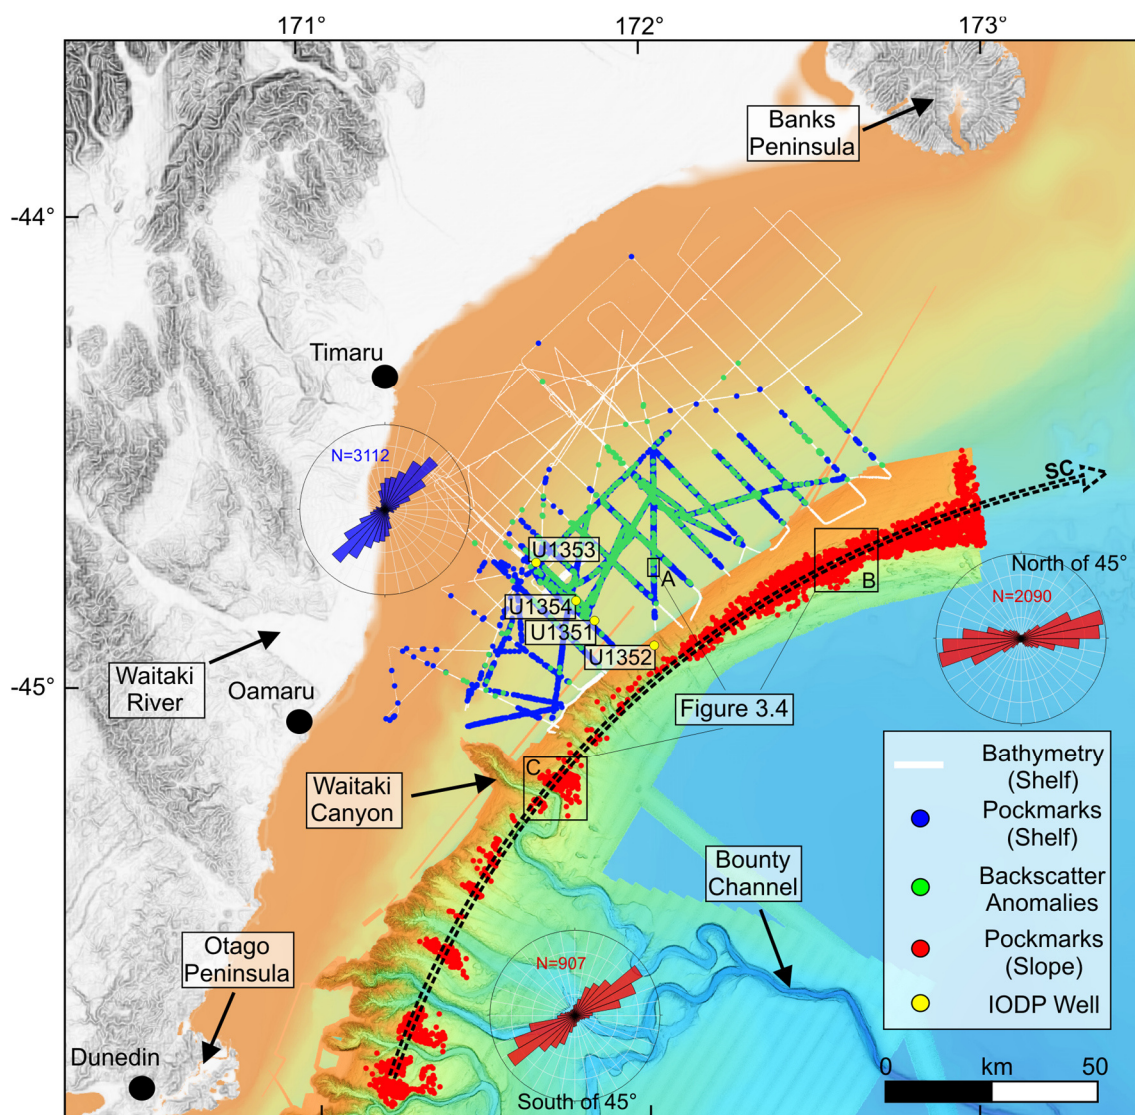 171°
172°
173°
-44°
-45°
Banks
Peninsula
Timaru
N=3112
SC
U1353
A
B
North of 45°
N=2090
U1354
U1351
U1352
Waitaki
River
Oamaru
Figure 3.4
C
Waitaki
Canyon
Bathymetry
(Shelf)
Pockmarks
(Shelf)
Backscatter
Anomalies
Pockmarks
(Slope)
IODP Well
Bounty
Channel
Otago
Peninsula
N=907
Dunedin
South of 45°
0 km 50